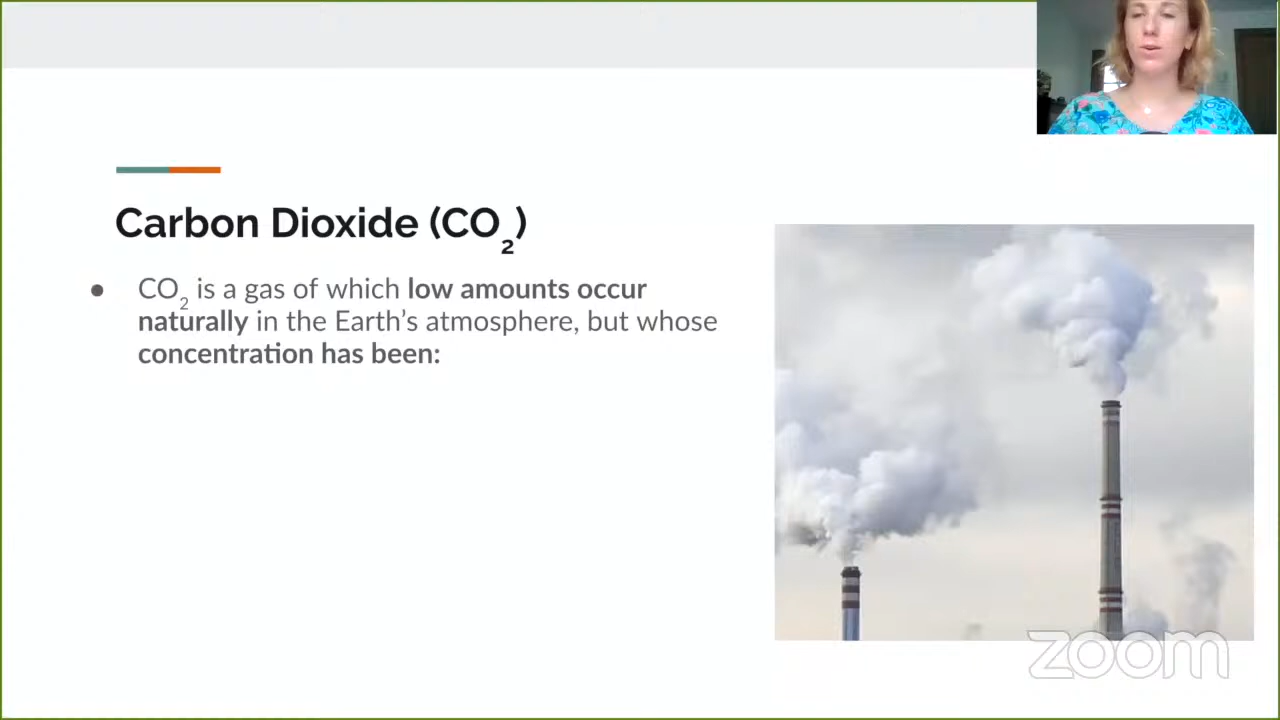 Carbon Dioxide (CO2)
● CO2 is a gas of which low amounts occur
naturally in the Earth's atmosphere, but whose
concentration has been:
zoom